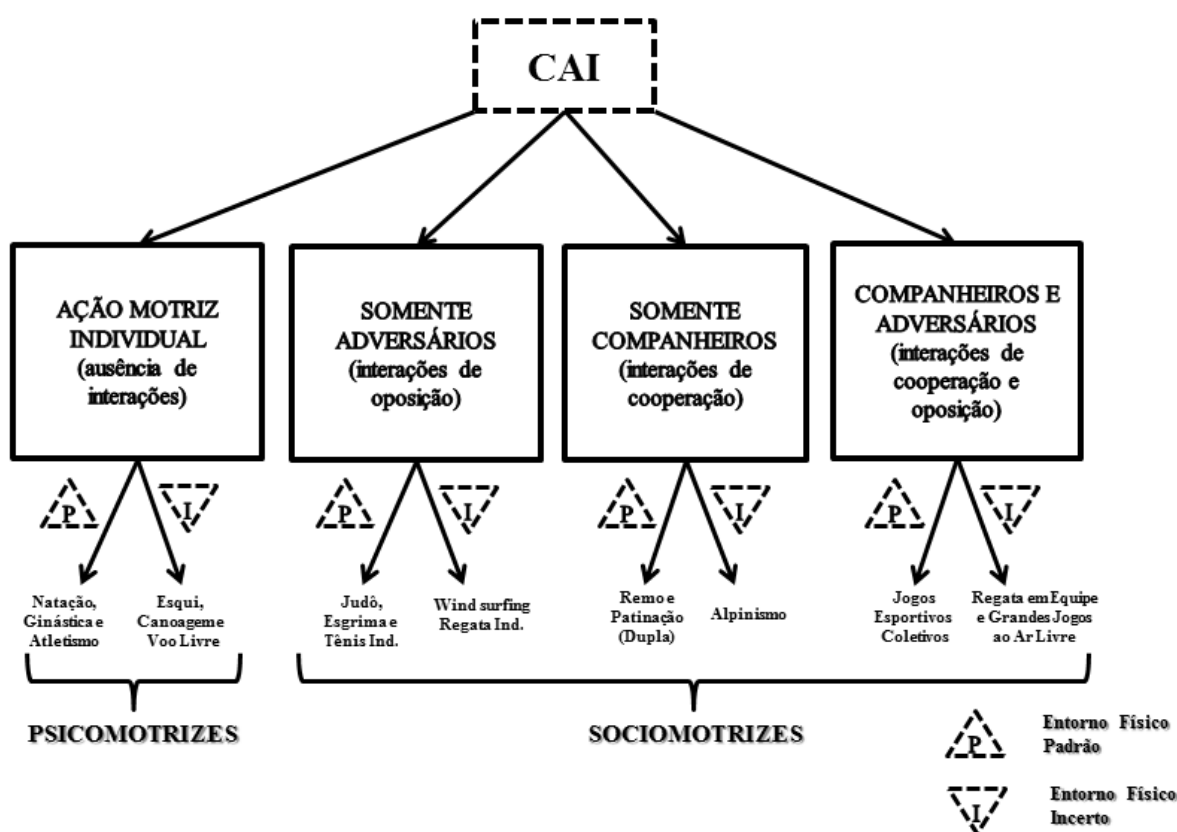 CAI
AÇÃO MOTRIZ
INDIVIDUAL
(ausência de
interações)
SOMENTE
ADVERSÁRIOS
(interações de
oposição)
SOMENTE
COMPANHEIROS
(interações de
cooperação)
COMPANHEIROS E
ADVERSÁRIOS
(interações de
cooperação e
oposição)
P
I
P
I
P
I
P
I
Natação,
Ginástica e
Atletismo
Esqui,
Canoagem e
Voo Livre
Judô,
Esgrima e
Tênis Ind.
Wind surfing
Regata Ind.
Remo e
Patinação
(Dupla)
Alpinismo
Jogos
Esportivos
Coletivos
Regata em Equipe
e Grandes Jogos
ao Ar Livre
PSICOMOTRIZES
SOCIOMOTRIZES
P
Entorno Físico
Padrão
I
Entorno Físico
Incerto